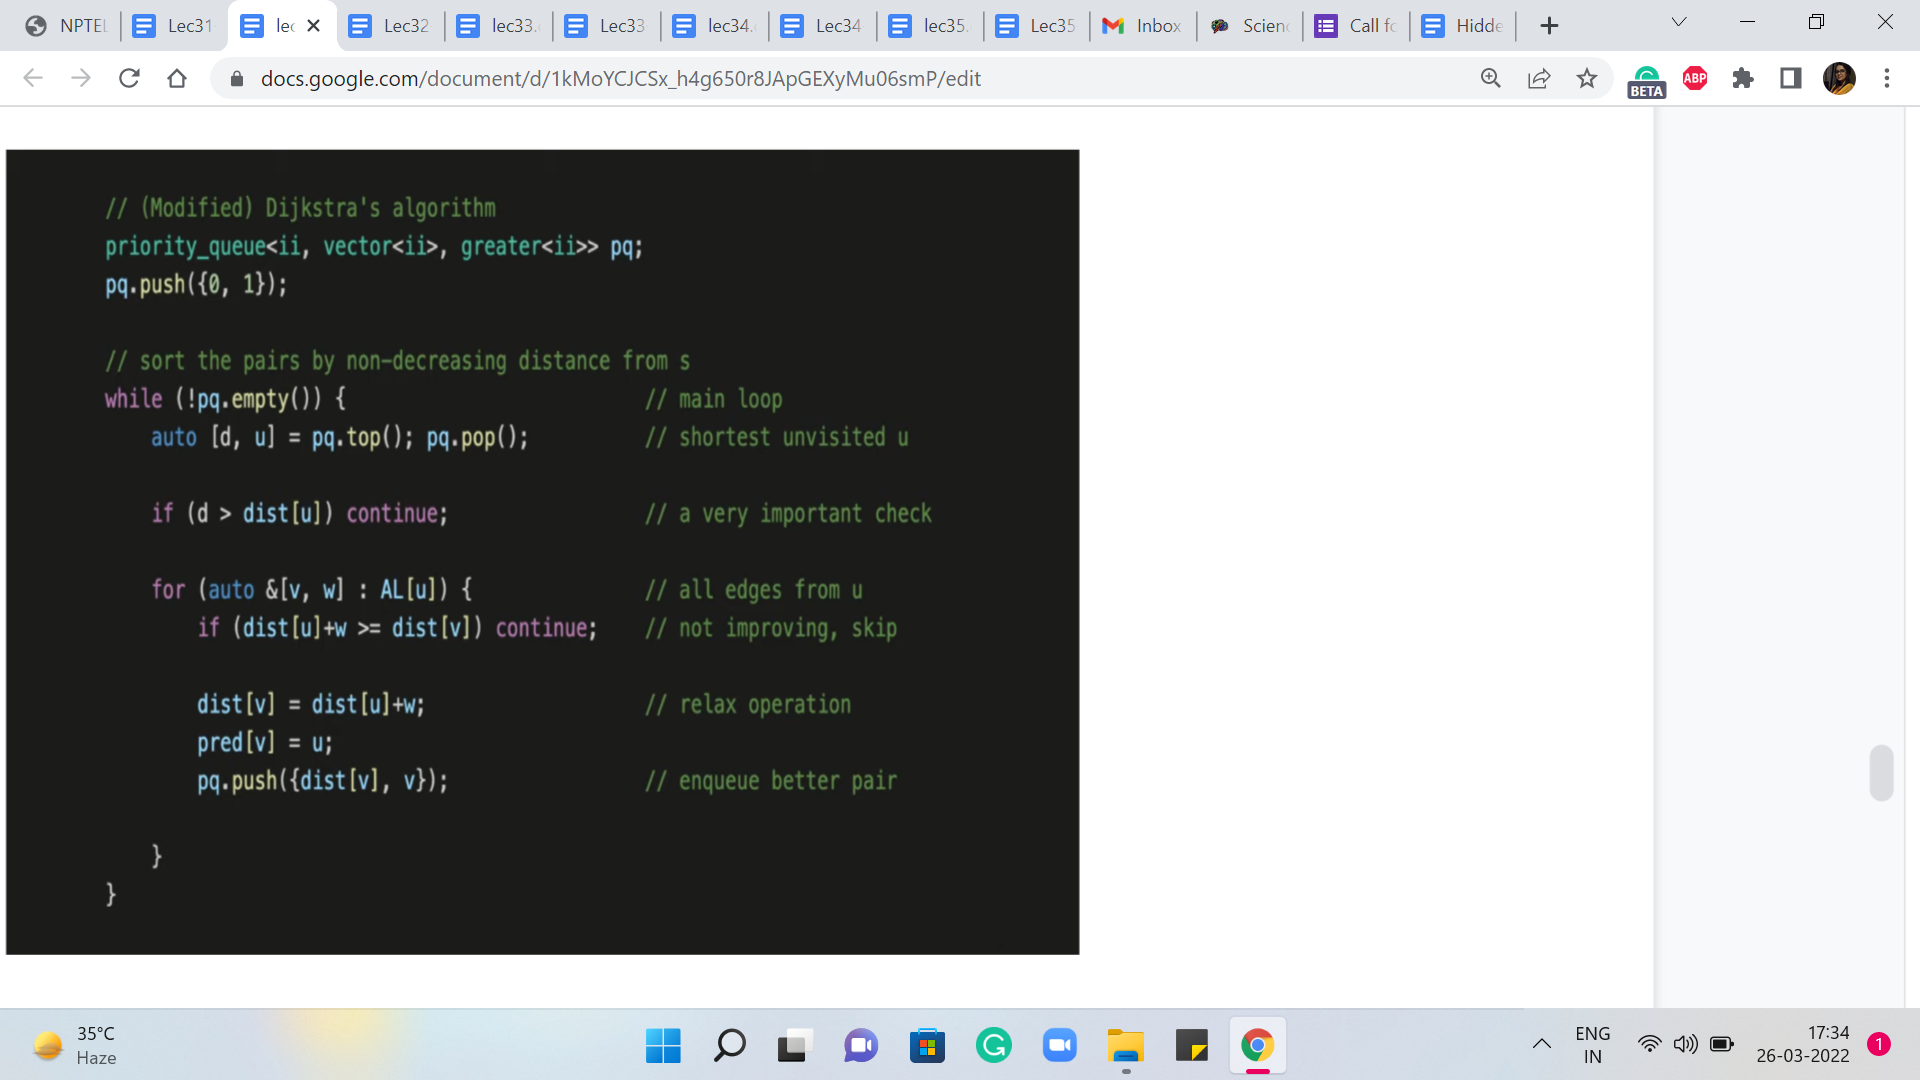 NPTEL
Lec31
lec
Lec32
lec33.
Lec33
lec34.
Lec34
lec35.
Lec35
Inbox
Scienc
Call fo
Hidde
docs.google.com/document/d/1kMoYCJCSx_h4g650r8JApGEXyMu06smP/edit
BETA
ABP
// (Modified) Dijkstra's algorithm
priority_queue<ii, vector<ii>, greater<ii>> pq;
pq.push({0, 1});
// sort the pairs by non-decreasing distance from s
while (!pq.empty()) { // main loop
auto [d, u] = pq.top(); pq.pop(); // shortest unvisited u
if (d > dist[u]) continue; // a very important check
for (auto &[v, w] : AL[u]) { // all edges from u
if (dist[u]+w >= dist[v]) continue; // not improving, skip
dist[v] = dist[u]+w; // relax operation
pred[v] = u;
pq.push({dist[v], v}); // enqueue better pair
}
}
35°C
Haze
ENG
IN
17:34
26-03-2022
1